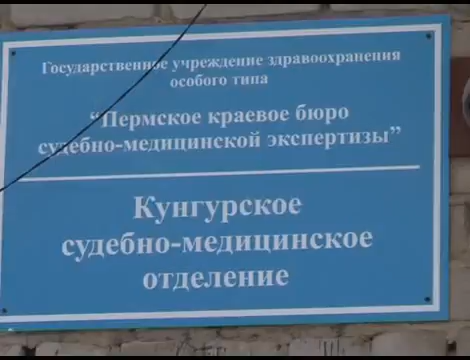 Государственное учреждение здравоохранения
особого типа
“Пермское краевое бюро
судебно-медицинской экспертизы”
Кунгурское
судебно-медицинское
отделение